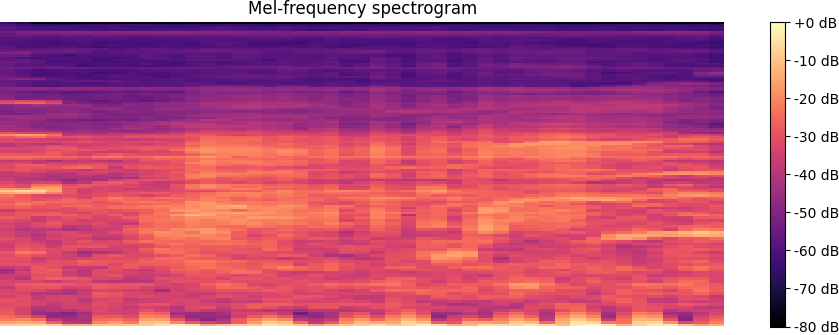 Mel-frequency spectrogram
+0 dB
-10 dB
-20 dB
-30 dB
-40 dB
-50 dB
-60 dB
-70 dB
-80 dB